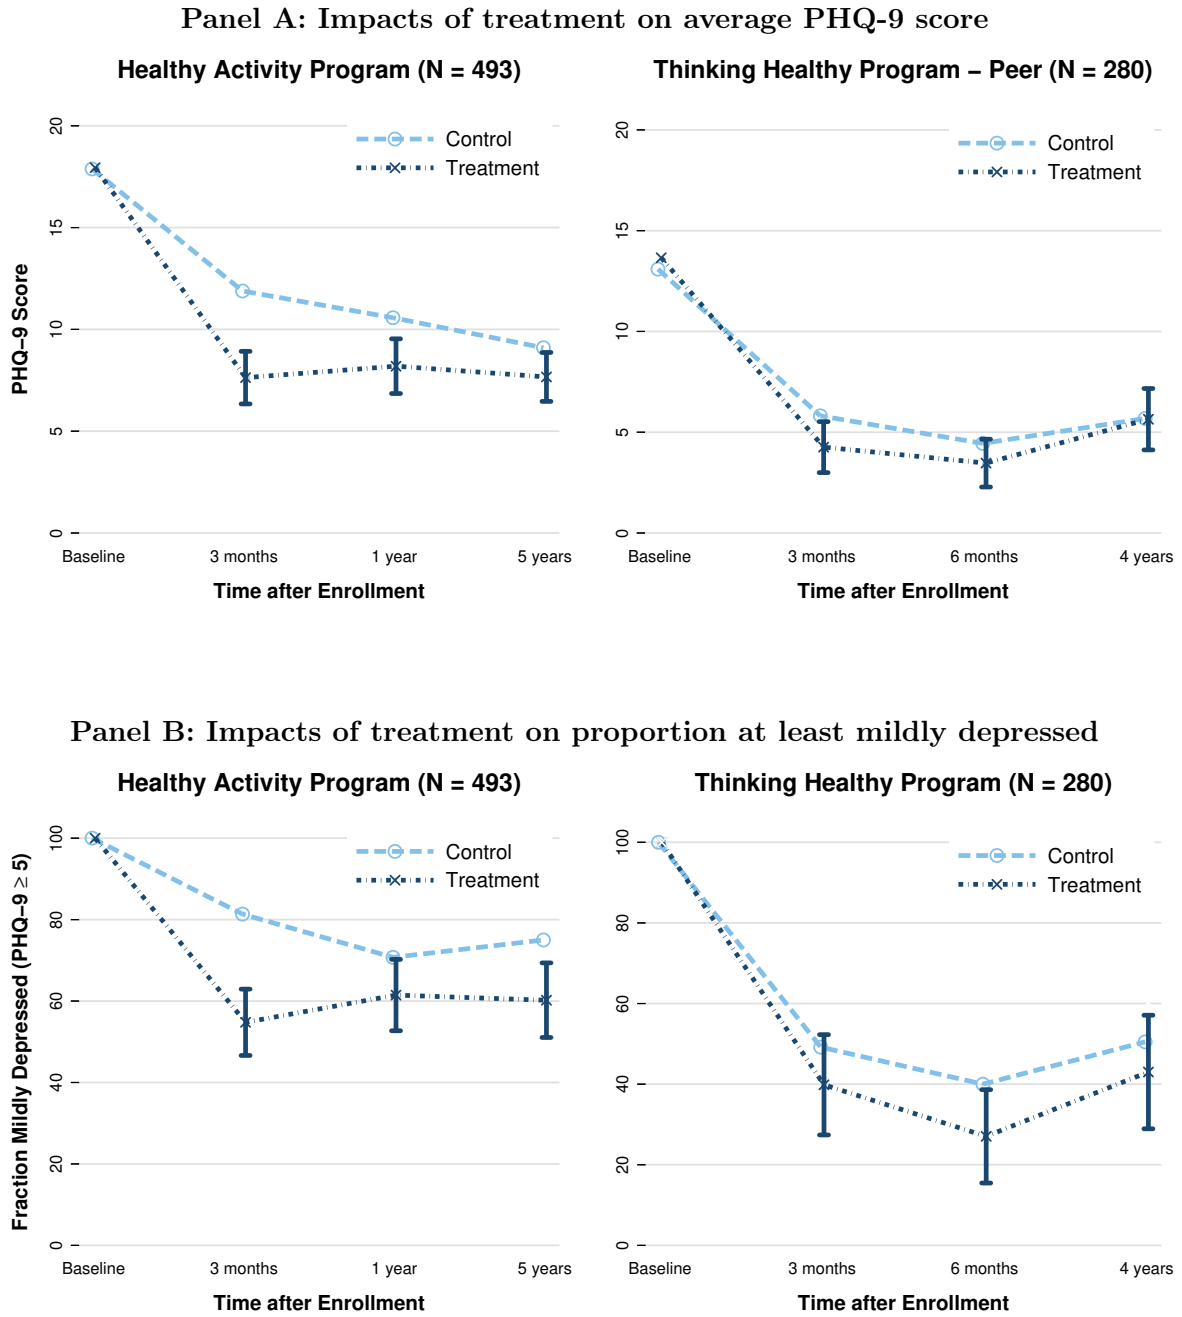 Panel A: Impacts of treatment on average PHQ-9 score
Healthy Activity Program (N = 493)
PHQ−9 Score
20
15
10
5
0
Control
Treatment
Baseline 3 months 1 year 5 years
Time after Enrollment
Thinking Healthy Program − Peer (N = 280)
20
15
10
5
0
Control
Treatment
Baseline 3 months 6 months 4 years
Time after Enrollment
Panel B: Impacts of treatment on proportion at least mildly depressed
Healthy Activity Program (N = 493)
Fraction Mildly Depressed (PHQ−9 ≥ 5)
100
80
60
40
20
0
Control
Treatment
Baseline 3 months 1 year 5 years
Time after Enrollment
Thinking Healthy Program (N = 280)
100
80
60
40
20
0
Control
Treatment
Baseline 3 months 6 months 4 years
Time after Enrollment